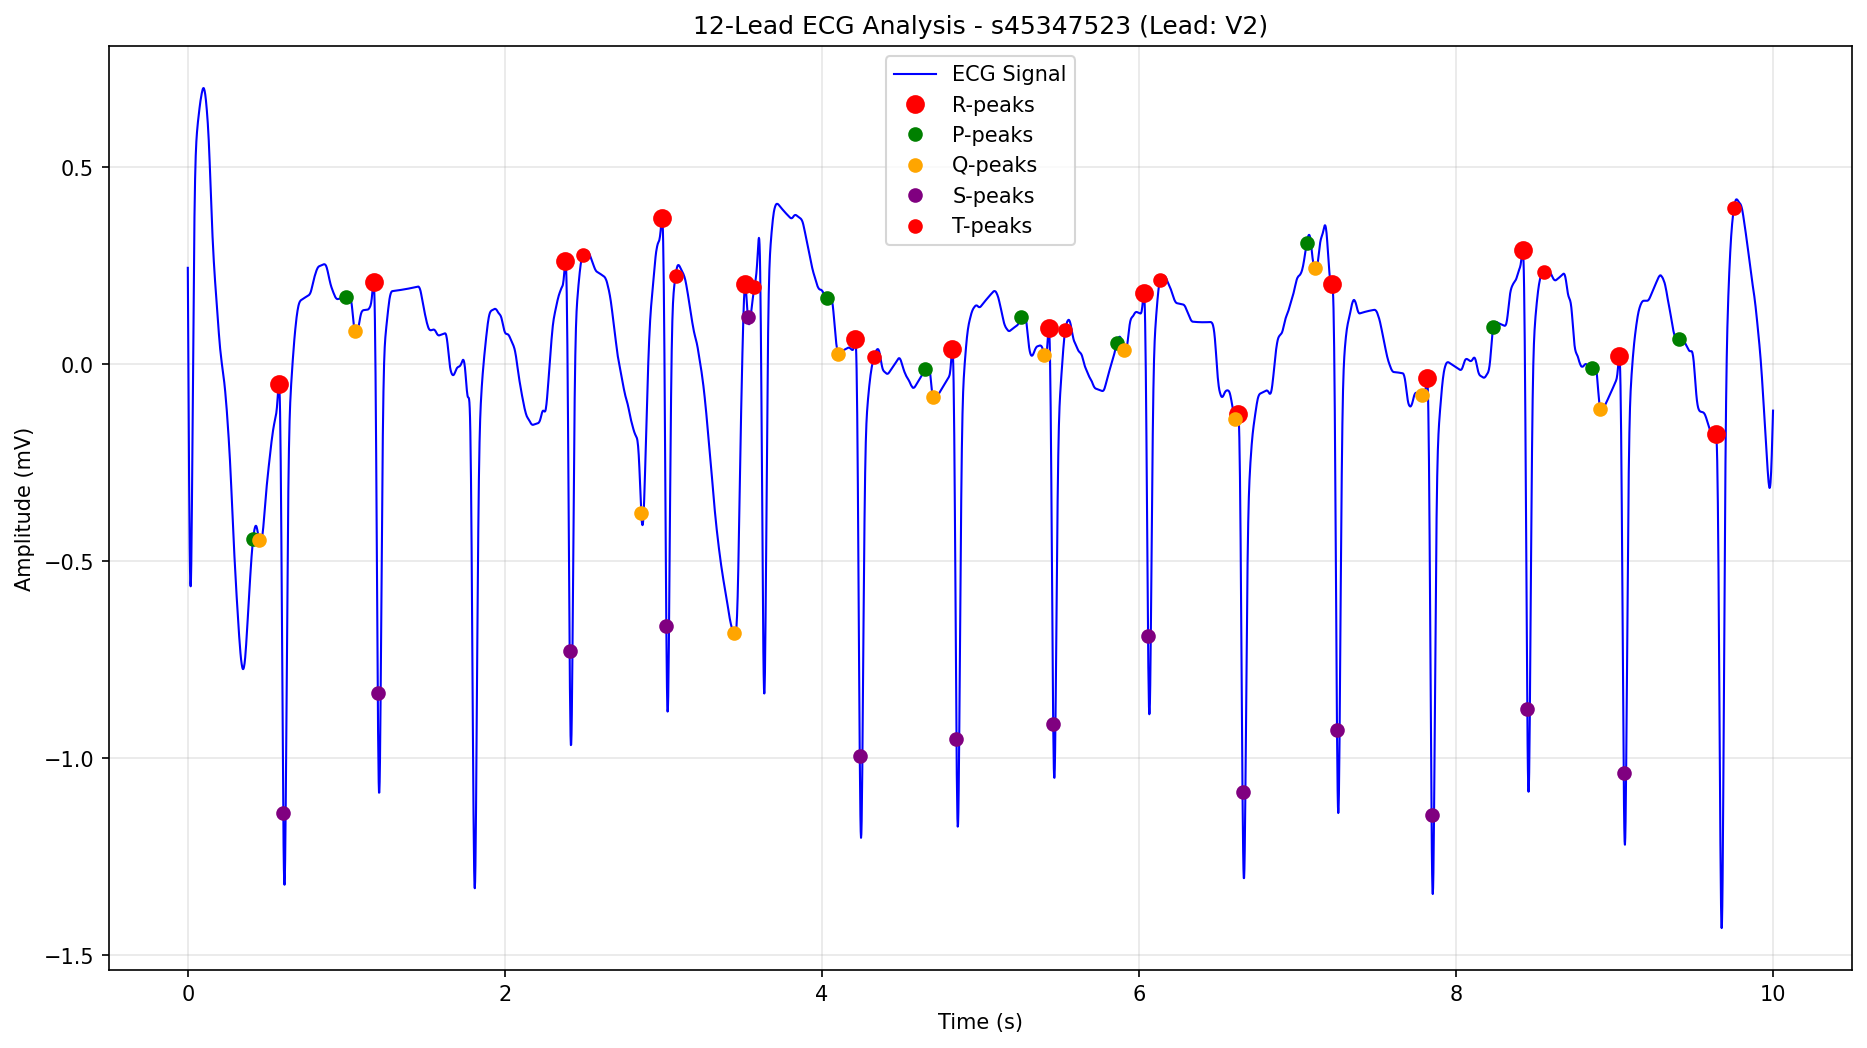 12-Lead ECG Analysis - s45347523 (Lead: V2)
ECG Signal
R-peaks
P-peaks
Q-peaks
S-peaks
T-peaks
Amplitude (mV)
0.5
0.0
−0.5
−1.0
−1.5
0 2 4 6 8 10
Time (s)